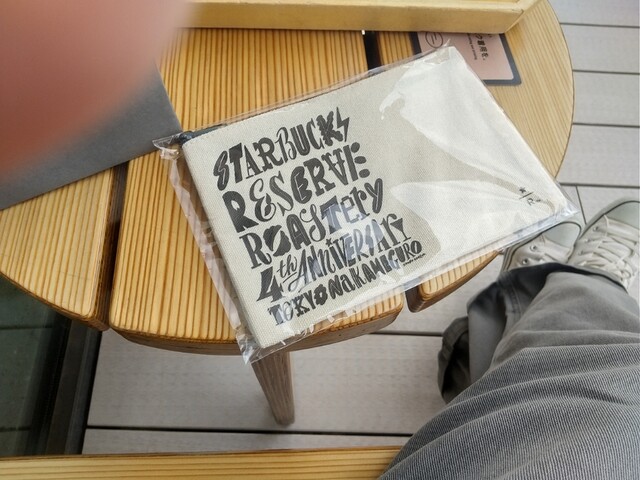 STARBUCKS
RESERVE
ROASTERY
4th ANNIVERSARY
TOKYO NAKAMEGURO